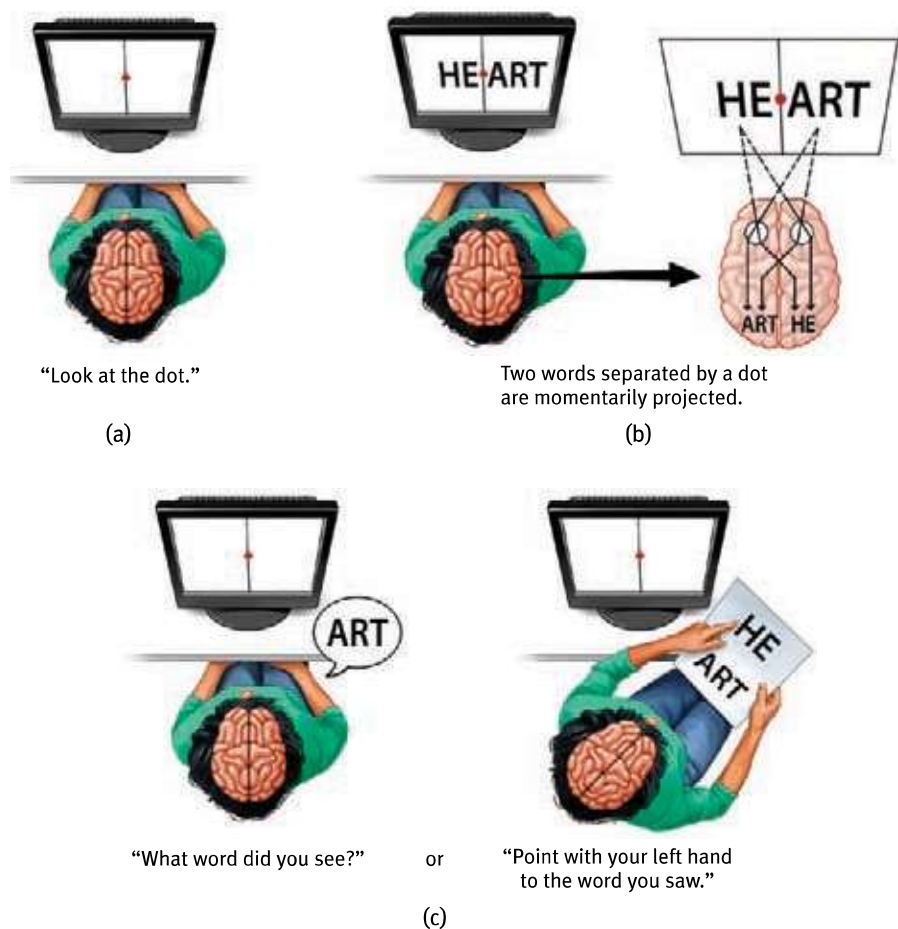 HE ART
HE ART
ART HE
“Look at the dot.”
Two words separated by a dot
are momentarily projected.
(a)
(b)
ART
HE
ART
“What word did you see?”
or
“Point with your left hand
to the word you saw.”
(c)